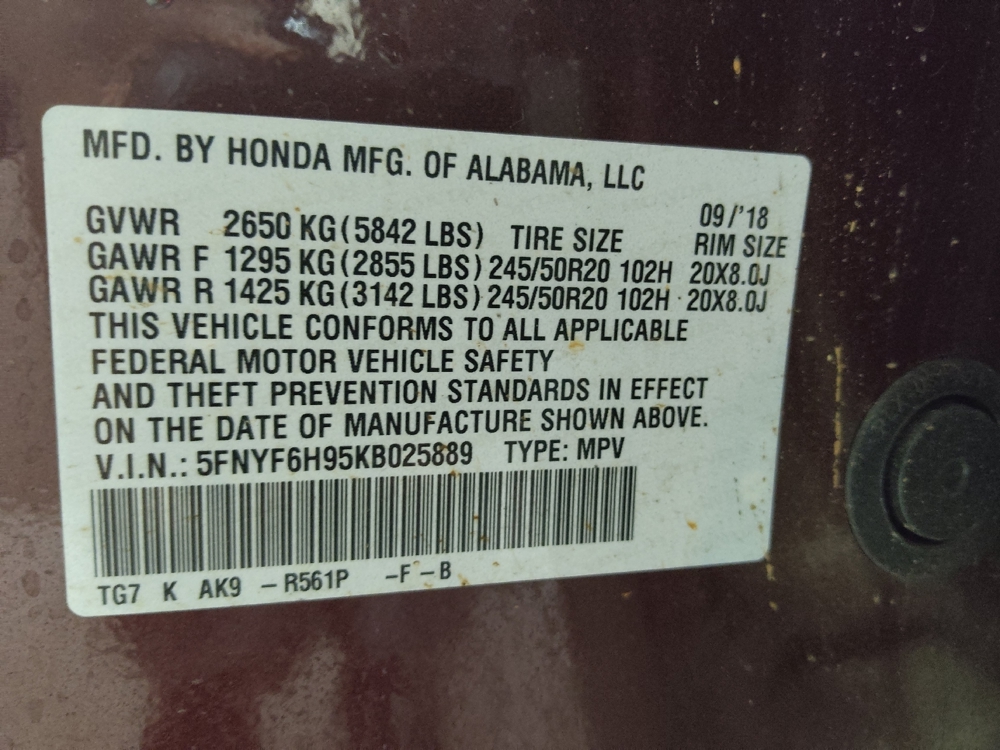 MFD. BY HONDA MFG. OF ALABAMA, LLC
09/'18
GVWR 2650 KG(5842 LBS) TIRE SIZE RIM SIZE
GAWR F 1295 KG(2855 LBS) 245/50R20 102H 20X8.0J
GAWR R 1425 KG(3142 LBS) 245/50R20 102H 20X8.0J
THIS VEHICLE CONFORMS TO ALL APPLICABLE
FEDERAL MOTOR VEHICLE SAFETY
AND THEFT PREVENTION STANDARDS IN EFFECT
ON THE DATE OF MANUFACTURE SHOWN ABOVE.
V.I.N.: 5FNYF6H95KB025889 TYPE: MPV
TG7 K AK9 -R561P -F-B